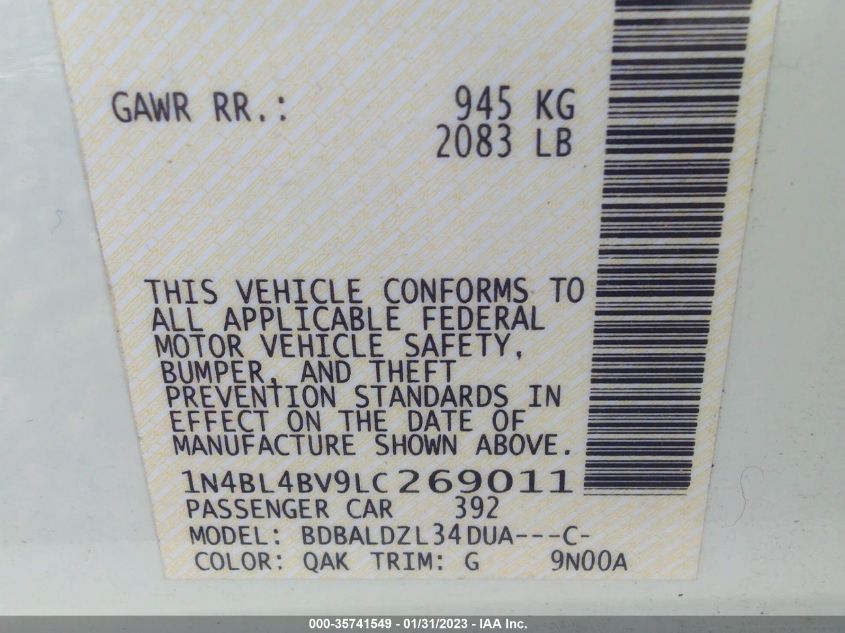 GAWR RR.: 945 KG
2083 LB
THIS VEHICLE CONFORMS TO
ALL APPLICABLE FEDERAL
MOTOR VEHICLE SAFETY,
BUMPER, AND THEFT
PREVENTION STANDARDS IN
EFFECT ON THE DATE OF
MANUFACTURE SHOWN ABOVE.
1N4BL4BV9LC269011
PASSENGER CAR 392
MODEL: BDBALDZL34DUA---C-
COLOR: QAK TRIM: G 9N00A
000-35741549 / 01/31/2023 - IAA Inc.